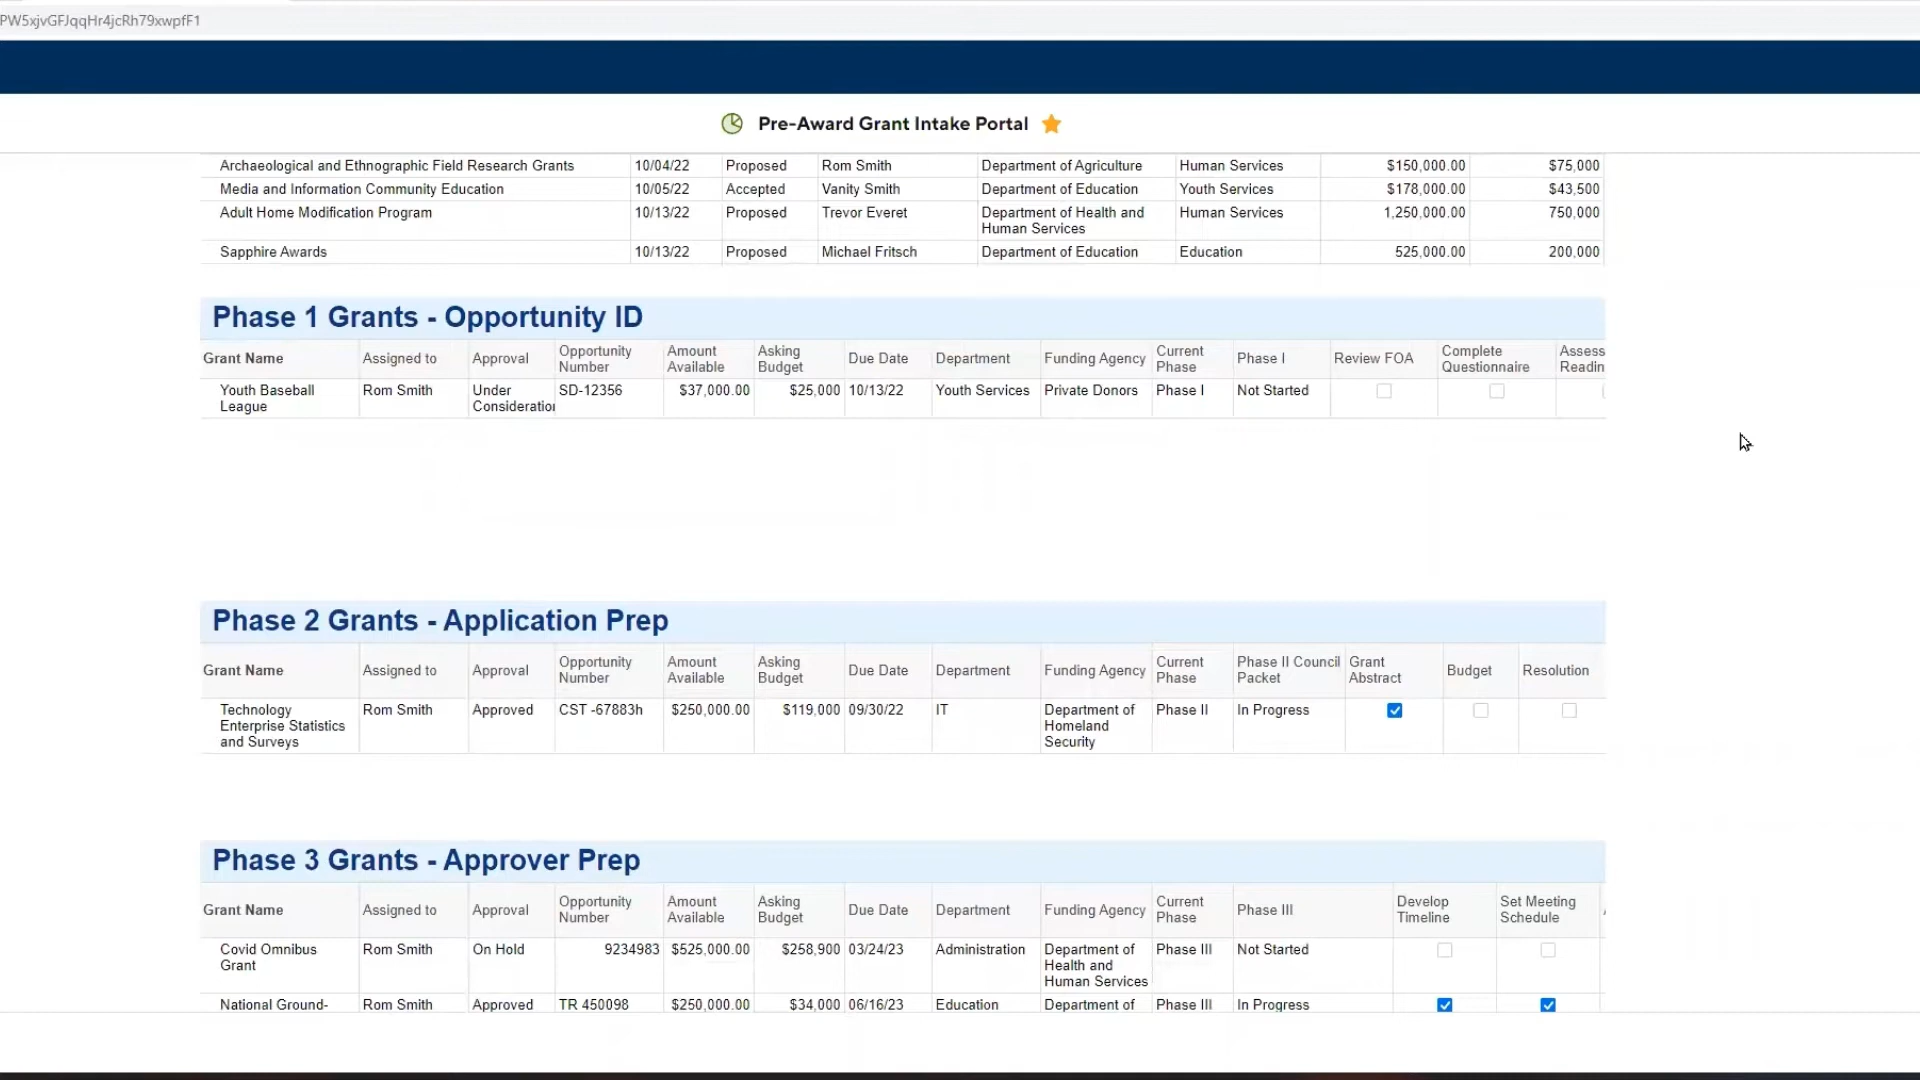 PW5xjvGFJqqHr4jcRh79xwpfF1
Pre-Award Grant Intake Portal
Archaeological and Ethnographic Field Research Grants 10/04/22 Proposed Rom Smith Department of Agriculture Human Services $150,000.00 $75,000
Media and Information Community Education 10/05/22 Accepted Vanity Smith Department of Education Youth Services $178,000.00 $43,500
Adult Home Modification Program 10/13/22 Proposed Trevor Everet Department of Health and Human Services 1,250,000.00 750,000
Human Services
Sapphire Awards 10/13/22 Proposed Michael Fritsch Department of Education Education 525,000.00 200,000
Phase 1 Grants - Opportunity ID
Grant Name Assigned to Approval Opportunity Amount Asking Due Date Department Funding Agency Current Phase I Review FOA Complete Assess
Number Available Budget Phase Questionnaire Readin
Youth Baseball Rom Smith Under SD-12356 $37,000.00 $25,000 10/13/22 Youth Services Private Donors Phase I Not Started
League Consideration
Phase 2 Grants - Application Prep
Grant Name Assigned to Approval Opportunity Amount Asking Due Date Department Funding Agency Current Phase II Council Grant Budget Resolution
Number Available Budget Phase Packet Abstract
Technology Rom Smith Approved CST -67883h $250,000.00 $119,000 09/30/22 IT Department of Phase II In Progress
Enterprise Statistics Homeland
and Surveys Security
Phase 3 Grants - Approver Prep
Grant Name Assigned to Approval Opportunity Amount Asking Due Date Department Funding Agency Current Phase III Develop Set Meeting
Number Available Budget Phase Timeline Schedule
Covid Omnibus Rom Smith On Hold 9234983 $525,000.00 $258,900 03/24/23 Administration Department of Phase III Not Started
Grant Health and
Human Services
National Ground- Rom Smith Approved TR 450098 $250,000.00 $34,000 06/16/23 Education Department of Phase III In Progress